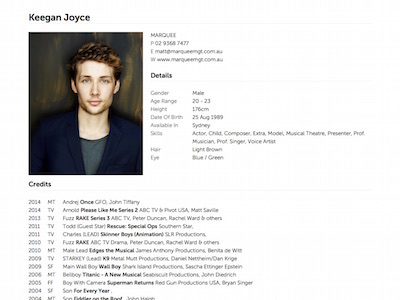 Keegan Joyce
MARQUEE
P 02 9368 7477
E matt@marqueemgt.com.au
W www.marqueemgt.com.au
Details
Gender Male
Age Range 20 - 23
Height 176cm
Date Of Birth 25 Aug 1989
Available In Sydney
Skills Actor, Child, Composer, Extra, Model, Musical Theatre, Presenter, Prof.
Musician, Prof. Singer, Voice Artist
Hair Light Brown
Eye Blue / Green
Credits
2014 MT Andrej Once GFO, John Tiffany
2014 TV Arnold Please Like Me Series 2 ABC TV & Pivot USA, Matt Saville
2013 TV Fuzz RAKE Series 3 ABC TV, Peter Duncan, Rachel Ward & others
2011 TV Todd (Guest Star) Rescue: Special Ops Southern Star,
2011 TV Charles (LEAD) Skinner Boys (Animation) SLR Productions,
2010 TV Fuzz RAKE ABC TV Drama, Peter Duncan, Rachel Ward & others
2010 MT Male Lead Edges the Musical James Anthony Productions, Benita de Witt
2009 TV STARKEY (Lead) K9 Metal Mutt Productions, Daniel Nettheim/Dan Krige
2009 SF Main Wall Boy Wall Boy Shark Island Productions, Sascha Ettinger Epstein
2006 MT Bellboy Titanic - A New Musical Seabiscuit Productions, John Diedrich
2005 FF Boy With Camera Superman Returns Red Gun Productions USA, Bryan Singer
2004 SF Son For Every Year ,
2004 MT Son Fiddler on the Roof , John Haigh